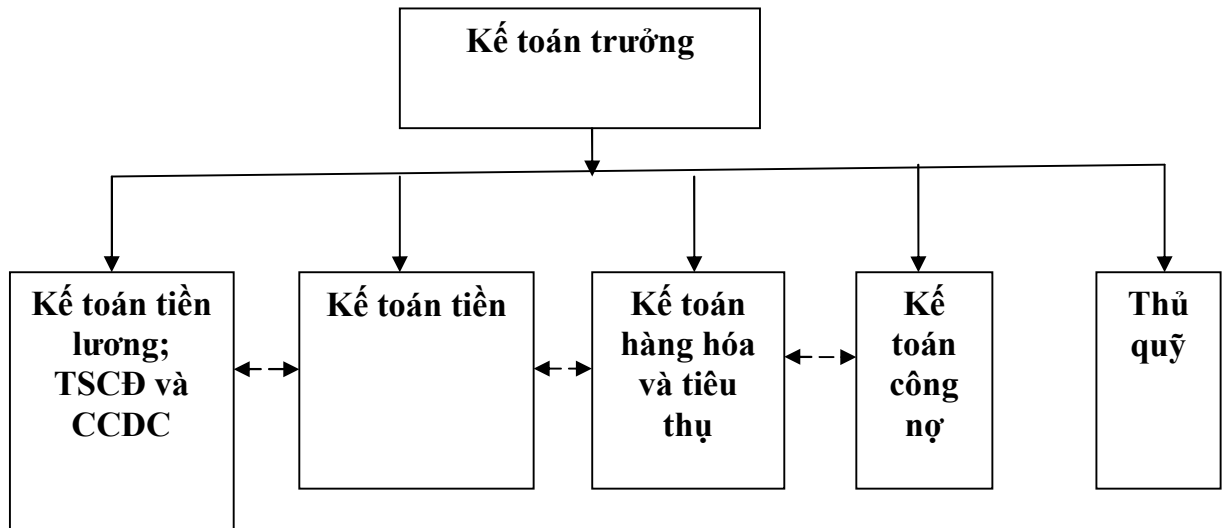 Kế toán trưởng
Kế toán tiền
lương;
TSCĐ và
CCDC
Kế toán tiền
Kế toán
hàng hóa
và tiêu
thụ
Kế
toán
công
nợ
Thủ
quỹ